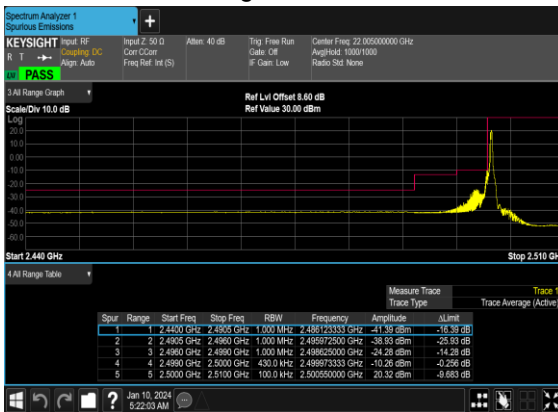 Spectrum Analyzer 1
Spurious Emissions
KEYSIGHT Input: RF Input Z: 50 Ω Atten: 40 dB Trig: Free Run Center Freq: 22.005000000 GHz
R T Coupling: DC Corr CCorr Gate: Off Avg|Hold: 1000/1000
Align: Auto Freq Ref: Int (S) IF Gain: Low Radio Std: None
PASS
3 All Range Graph
Ref Lvl Offset 8.60 dB
Scale/Div 10.0 dB Ref Value 30.00 dBm
Log
20.0
10.0
0.00
-10.0
-20.0
-30.0
-40.0
-50.0
-60.0
Start 2.440 GHz Stop 2.510 GH
4 All Range Table
Measure Trace Trace 1
Trace Type Trace Average (Active)
Spur Range Start Freq Stop Freq RBW Frequency Amplitude ΔLimit
1 1 2.4400 GHz 2.4905 GHz 1.000 MHz 2.486123333 GHz -41.39 dBm -16.39 dB
2 2 2.4905 GHz 2.4960 GHz 1.000 MHz 2.495972500 GHz -38.93 dBm -25.93 dB
3 3 2.4960 GHz 2.4990 GHz 1.000 MHz 2.498625000 GHz -24.28 dBm -14.28 dB
4 4 2.4990 GHz 2.5000 GHz 430.0 kHz 2.499973333 GHz -10.26 dBm -0.256 dB
5 5 2.5000 GHz 2.5100 GHz 100.0 kHz 2.500550000 GHz 20.32 dBm -9.683 dB
Jan 10, 2024
5:22:03 AM